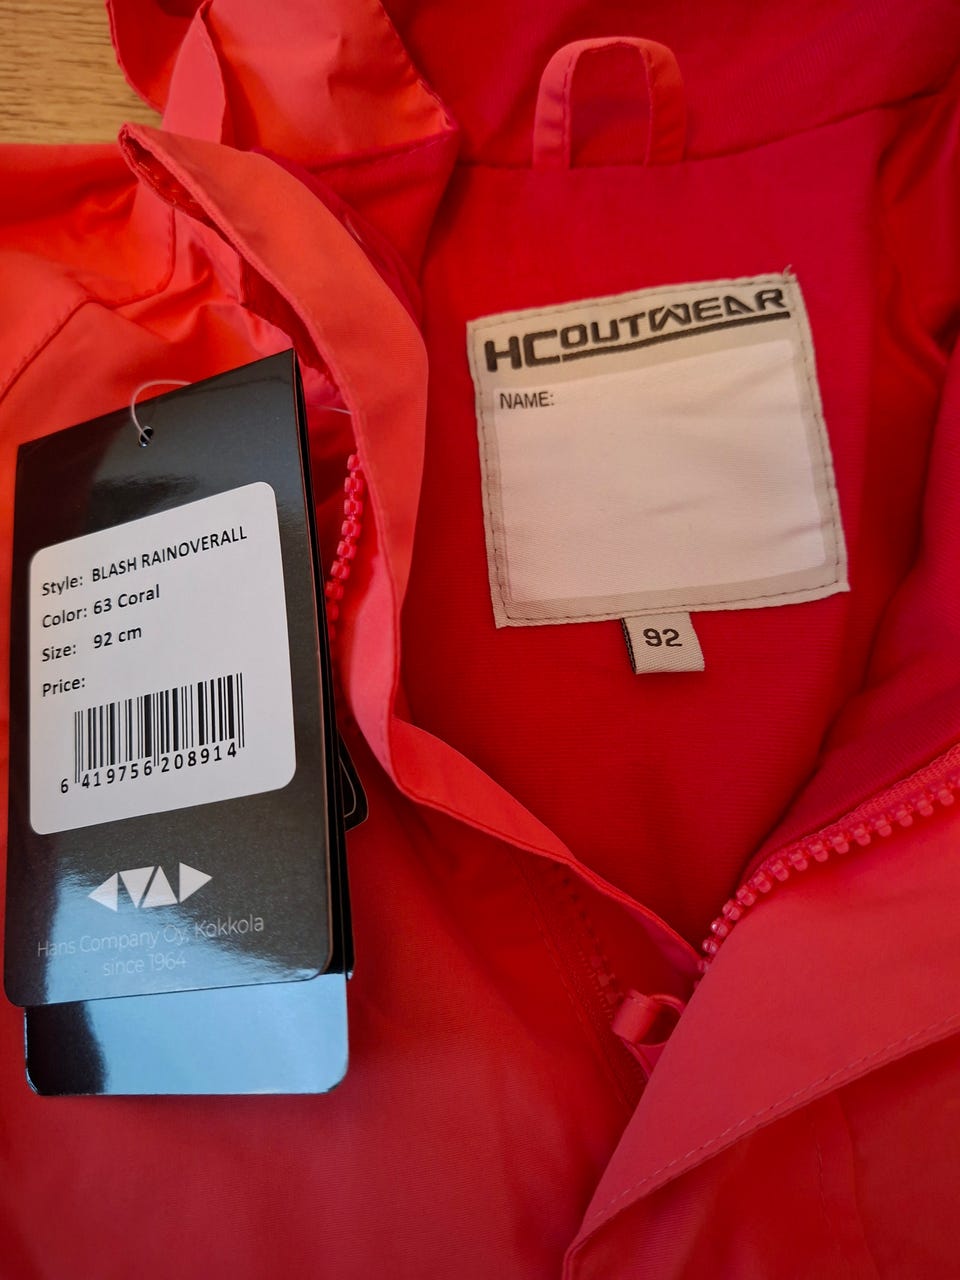 HCOUTWEAR
NAME:
92
Style: BLASH RAINOVERALL
Color: 63 Coral
Size: 92 cm
Price:
6 419756 208914
Hans Company Oy, Kokkola
since 1964